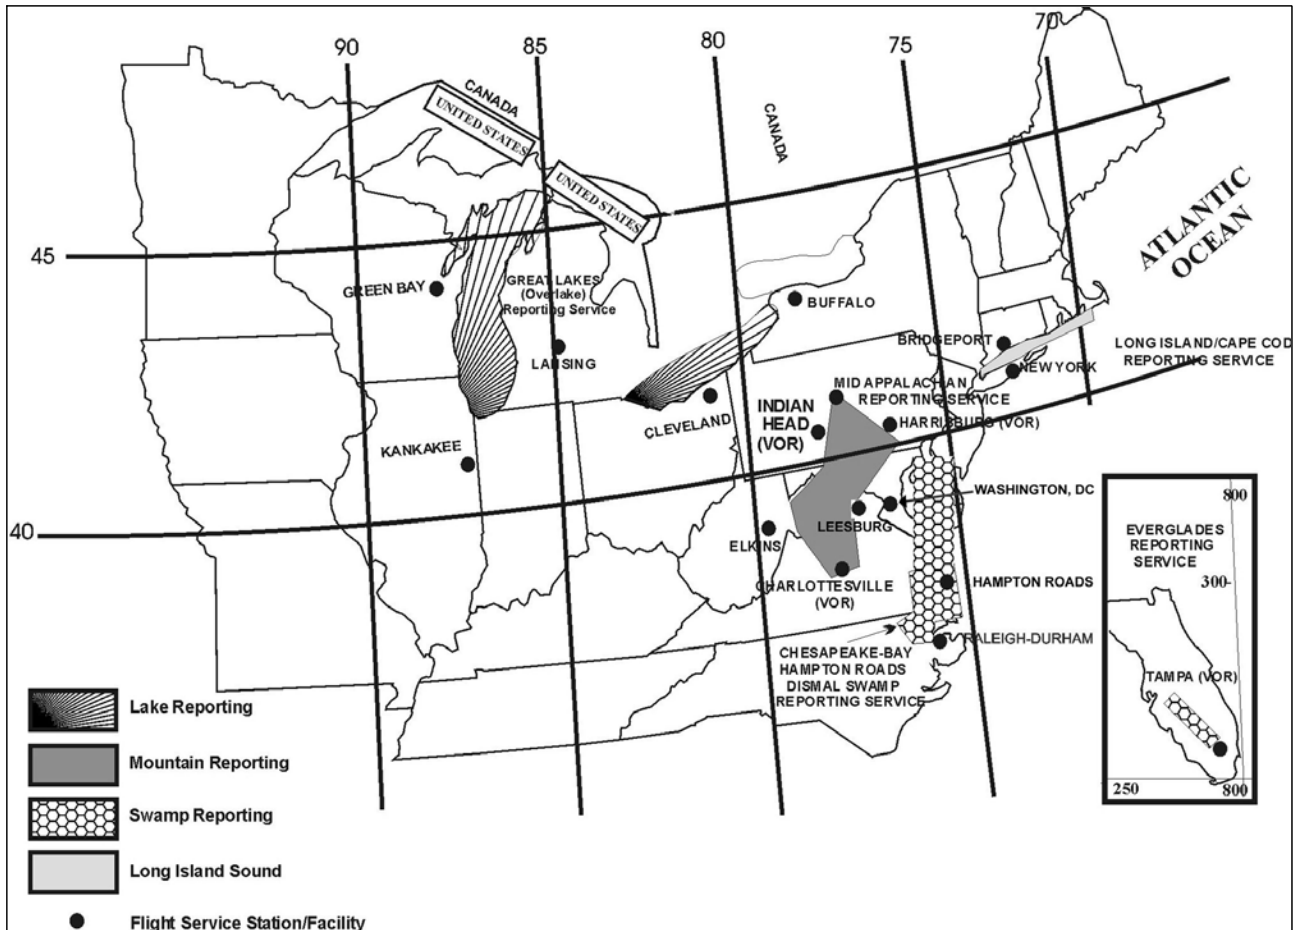 90
85
80
75
70
CANADA
UNITED STATES
CANADA
UNITED STATES
ATLANTIC
OCEAN
45
GREEN BAY
GREAT LAKES
(Overlake)
Reporting Service
BUFFALO
LANSING
BRIDGEPORT
LONG ISLAND/CAPE COD
REPORTING SERVICE
NEW YORK
MID APPALACHIAN
REPORTING SERVICE
CLEVELAND
INDIAN
HEAD
(VOR)
HARRISBURG (VOR)
KANKAKEE
40
WASHINGTON, DC
LEESBURG
ELKINS
CHARLOTTESVILLE
(VOR)
HAMPTON ROADS
RALEIGH-DURHAM
CHESAPEAKE-BAY
HAMPTON ROADS
DISMAL SWAMP
REPORTING SERVICE
800
EVERGLADES
REPORTING
SERVICE
300
TAMPA (VOR)
250
800
Lake Reporting
Mountain Reporting
Swamp Reporting
Long Island Sound
Flight Service Station/Facility